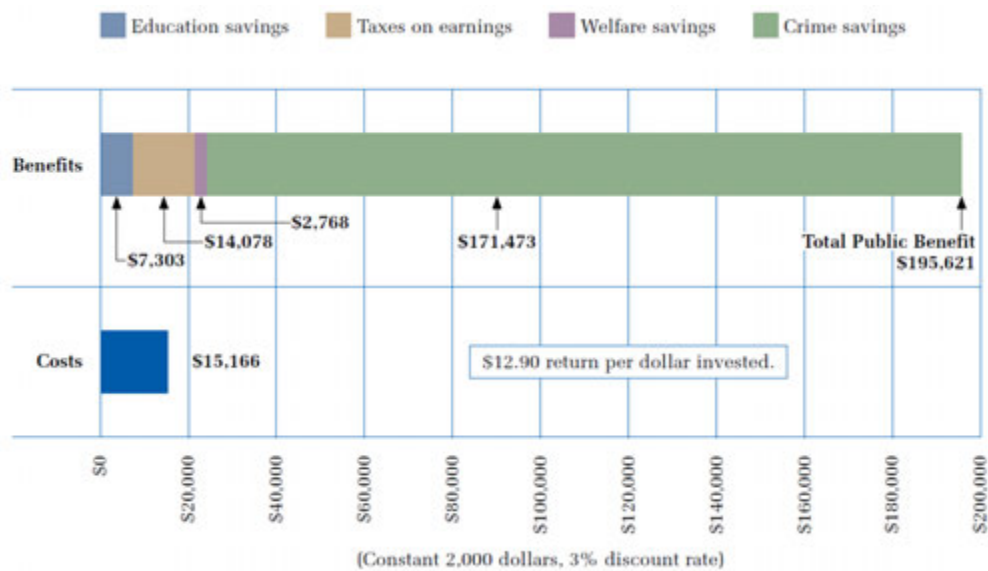 Education savings Taxes on earnings Welfare savings Crime savings
Benefits
$2,768
$14,078
$7,303
$171,473
Total Public Benefit
$195,621
Costs
$15,166
$12.90 return per dollar invested.
$0 $20,000 $40,000 $60,000 $80,000 $100,000 $120,000 $140,000 $160,000 $180,000 $200,000
(Constant 2,000 dollars, 3% discount rate)